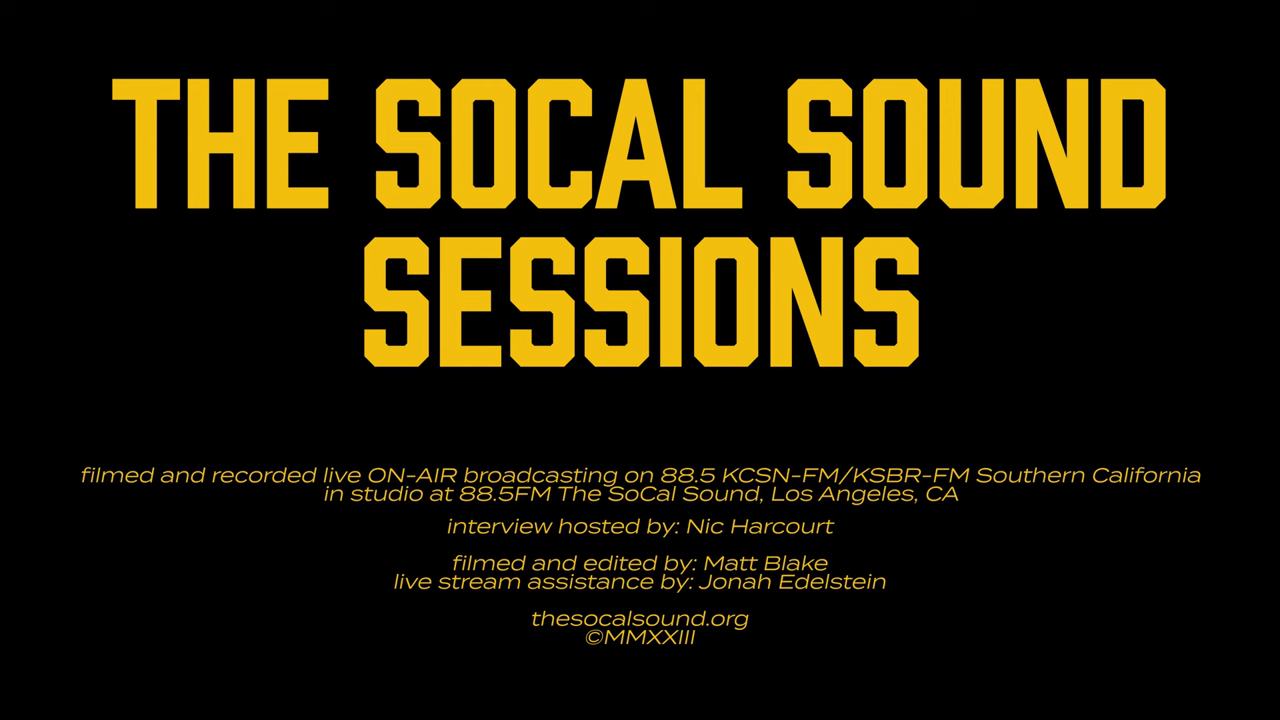 THE SOCAL SOUND
SESSIONS
filmed and recorded live ON-AIR broadcasting on 88.5 KCSN-FM/KSBR-FM Southern California
in studio at 88.5FM The SoCal Sound, Los Angeles, CA
interview hosted by: Nic Harcourt
filmed and edited by: Matt Blake
live stream assistance by: Jonah Edelstein
thesocalsound.org
©MMXXIII